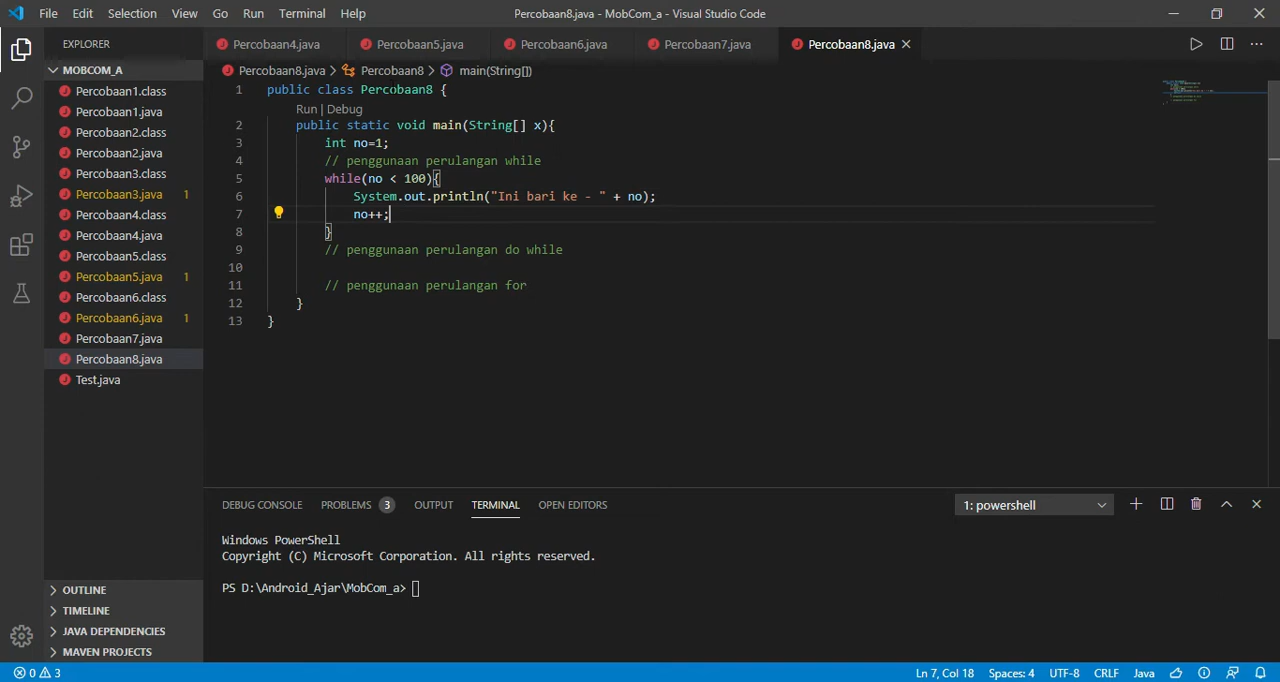 File Edit Selection View Go Run Terminal Help
Percobaan8.java - MobCom_a - Visual Studio Code
EXPLORER
MOBCOM_A
Percobaan1.class
Percobaan1.java
Percobaan2.class
Percobaan2.java
Percobaan3.class
Percobaan3.java 1
Percobaan4.class
Percobaan4.java
Percobaan5.class
Percobaan5.java 1
Percobaan6.class
Percobaan6.java 1
Percobaan7.java
Percobaan8.java
Test.java
OUTLINE
TIMELINE
JAVA DEPENDENCIES
MAVEN PROJECTS
Percobaan4.java Percobaan5.java Percobaan6.java Percobaan7.java Percobaan8.java
Percobaan8.java > Percobaan8 > main(String[])
1 public class Percobaan8 {
Run | Debug
2 public static void main(String[] x){
3 int no=1;
4 // penggunaan perulangan while
5 while(no < 100){
6 System.out.println("Ini bari ke - " + no);
7 no++;
8 }
9 // penggunaan perulangan do while
10
11 // penggunaan perulangan for
12 }
13 }
DEBUG CONSOLE PROBLEMS 3 OUTPUT TERMINAL OPEN EDITORS 1: powershell
Windows PowerShell
Copyright (C) Microsoft Corporation. All rights reserved.
PS D:\Android_Ajar\MobCom_a>
0 3 Ln 7, Col 18 Spaces: 4 UTF-8 CRLF Java